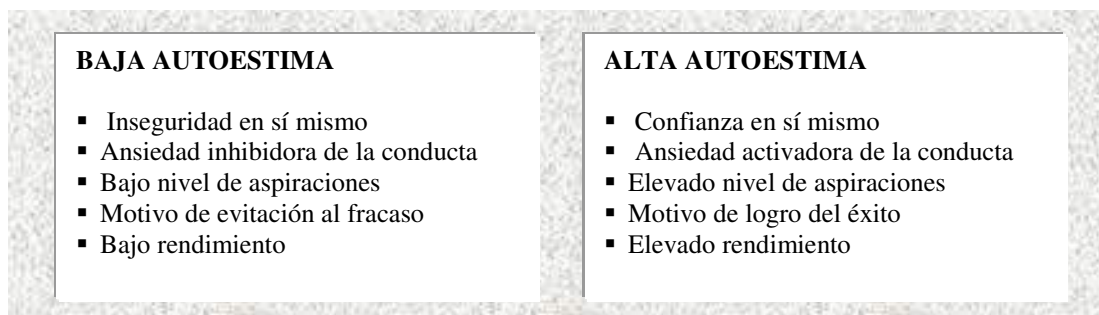 BAJA AUTOESTIMA
▪ Inseguridad en sí mismo
▪ Ansiedad inhibidora de la conducta
▪ Bajo nivel de aspiraciones
▪ Motivo de evitación al fracaso
▪ Bajo rendimiento
ALTA AUTOESTIMA
▪ Confianza en sí mismo
▪ Ansiedad activadora de la conducta
▪ Elevado nivel de aspiraciones
▪ Motivo de logro del éxito
▪ Elevado rendimiento